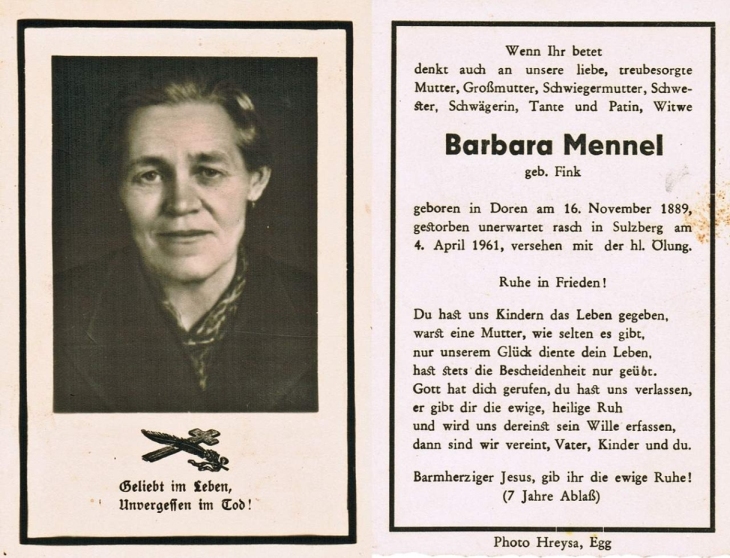 Geliebt im Leben,
Unvergessen im Tod!
Wenn Ihr betet
denkt auch an unsere liebe, treubesorgte
Mutter, Großmutter, Schwiegermutter, Schwe-
ster, Schwägerin, Tante und Patin, Witwe
Barbara Mennel
geb. Fink
geboren in Doren am 16. November 1889,
gestorben unerwartet rasch in Sulzberg am
4. April 1961, versehen mit der hl. Ölung.
Ruhe in Frieden!
Du hast uns Kindern das Leben gegeben,
warst eine Mutter, wie selten es gibt,
nur unserem Glück diente dein Leben,
hast stets die Bescheidenheit nur geübt.
Gott hat dich gerufen, du hast uns verlassen,
er gibt dir die ewige, heilige Ruh
und wird uns dereinst sein Wille erfassen,
dann sind wir vereint, Vater, Kinder und du.
Barmherziger Jesus, gib ihr die ewige Ruhe!
(7 Jahre Ablaß)
Photo Hreysa, Egg